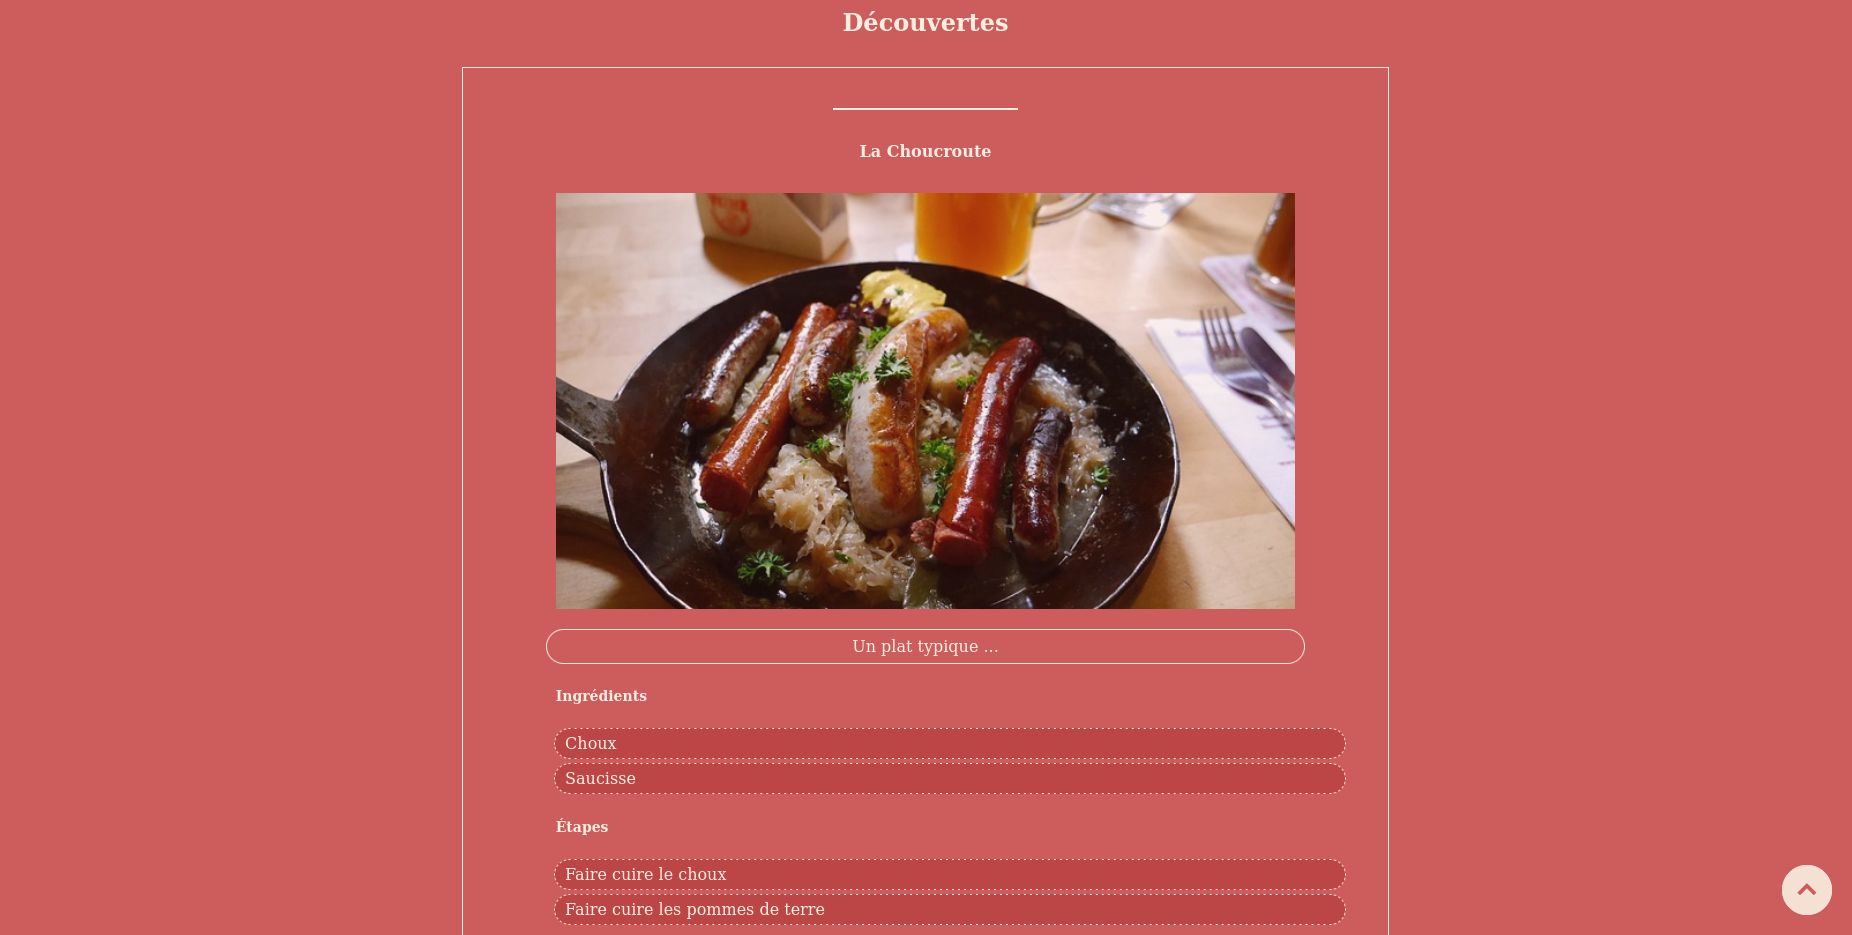 Découvertes
La Choucroute
Un plat typique ...
Ingrédients
Choux
Saucisse
Étapes
Faire cuire le choux
Faire cuire les pommes de terre